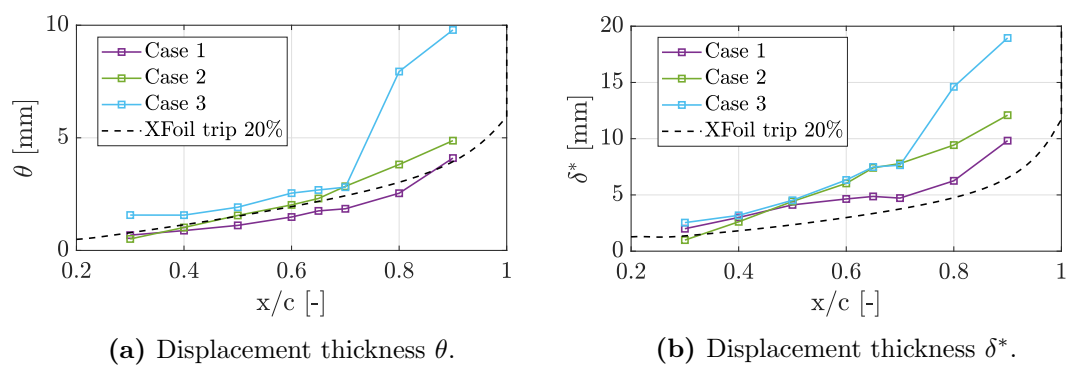 10
5
0
θ [mm]
Case 1
Case 2
Case 3
XFoil trip 20%
0.2 0.4 0.6 0.8 1
x/c [-]
(a) Displacement thickness θ.
20
15
10
5
0
δ* [mm]
Case 1
Case 2
Case 3
XFoil trip 20%
0.2 0.4 0.6 0.8 1
x/c [-]
(b) Displacement thickness δ*.